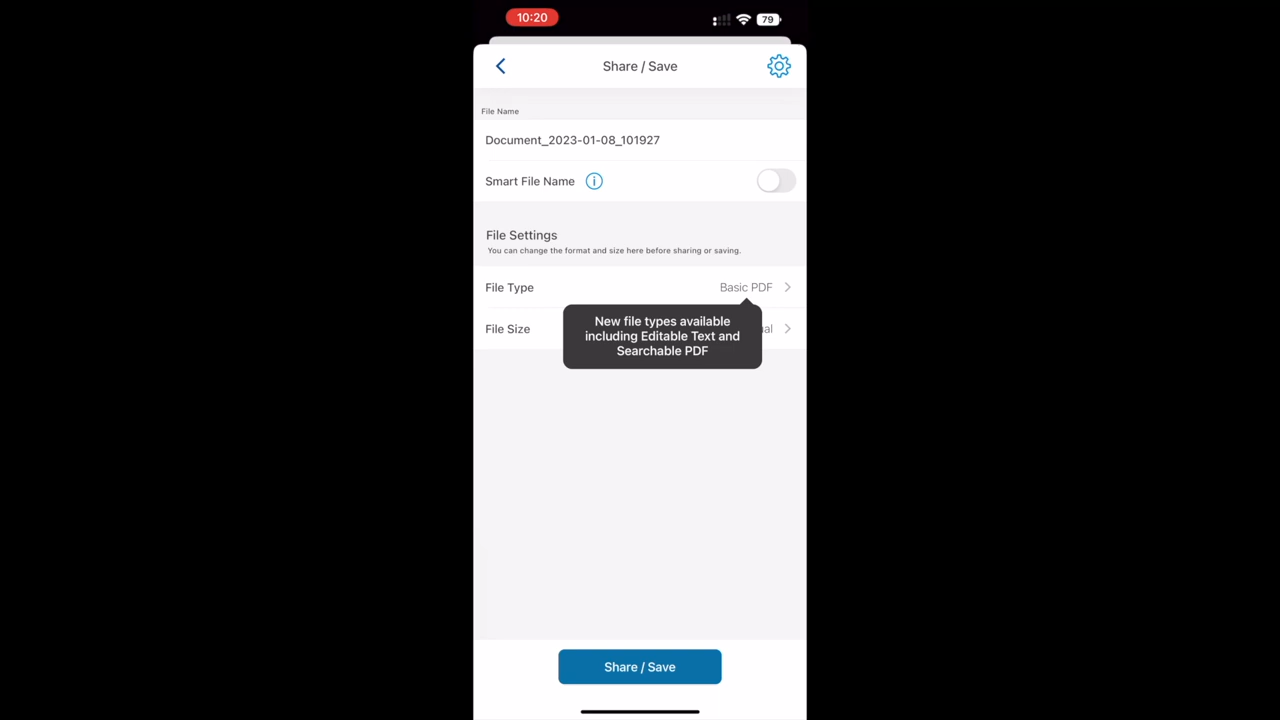 10:20
79
Share / Save
File Name
Document_2023-01-08_101927
Smart File Name
File Settings
You can change the format and size here before sharing or saving.
File Type Basic PDF
New file types available
including Editable Text and
Searchable PDF
File Size
Share / Save